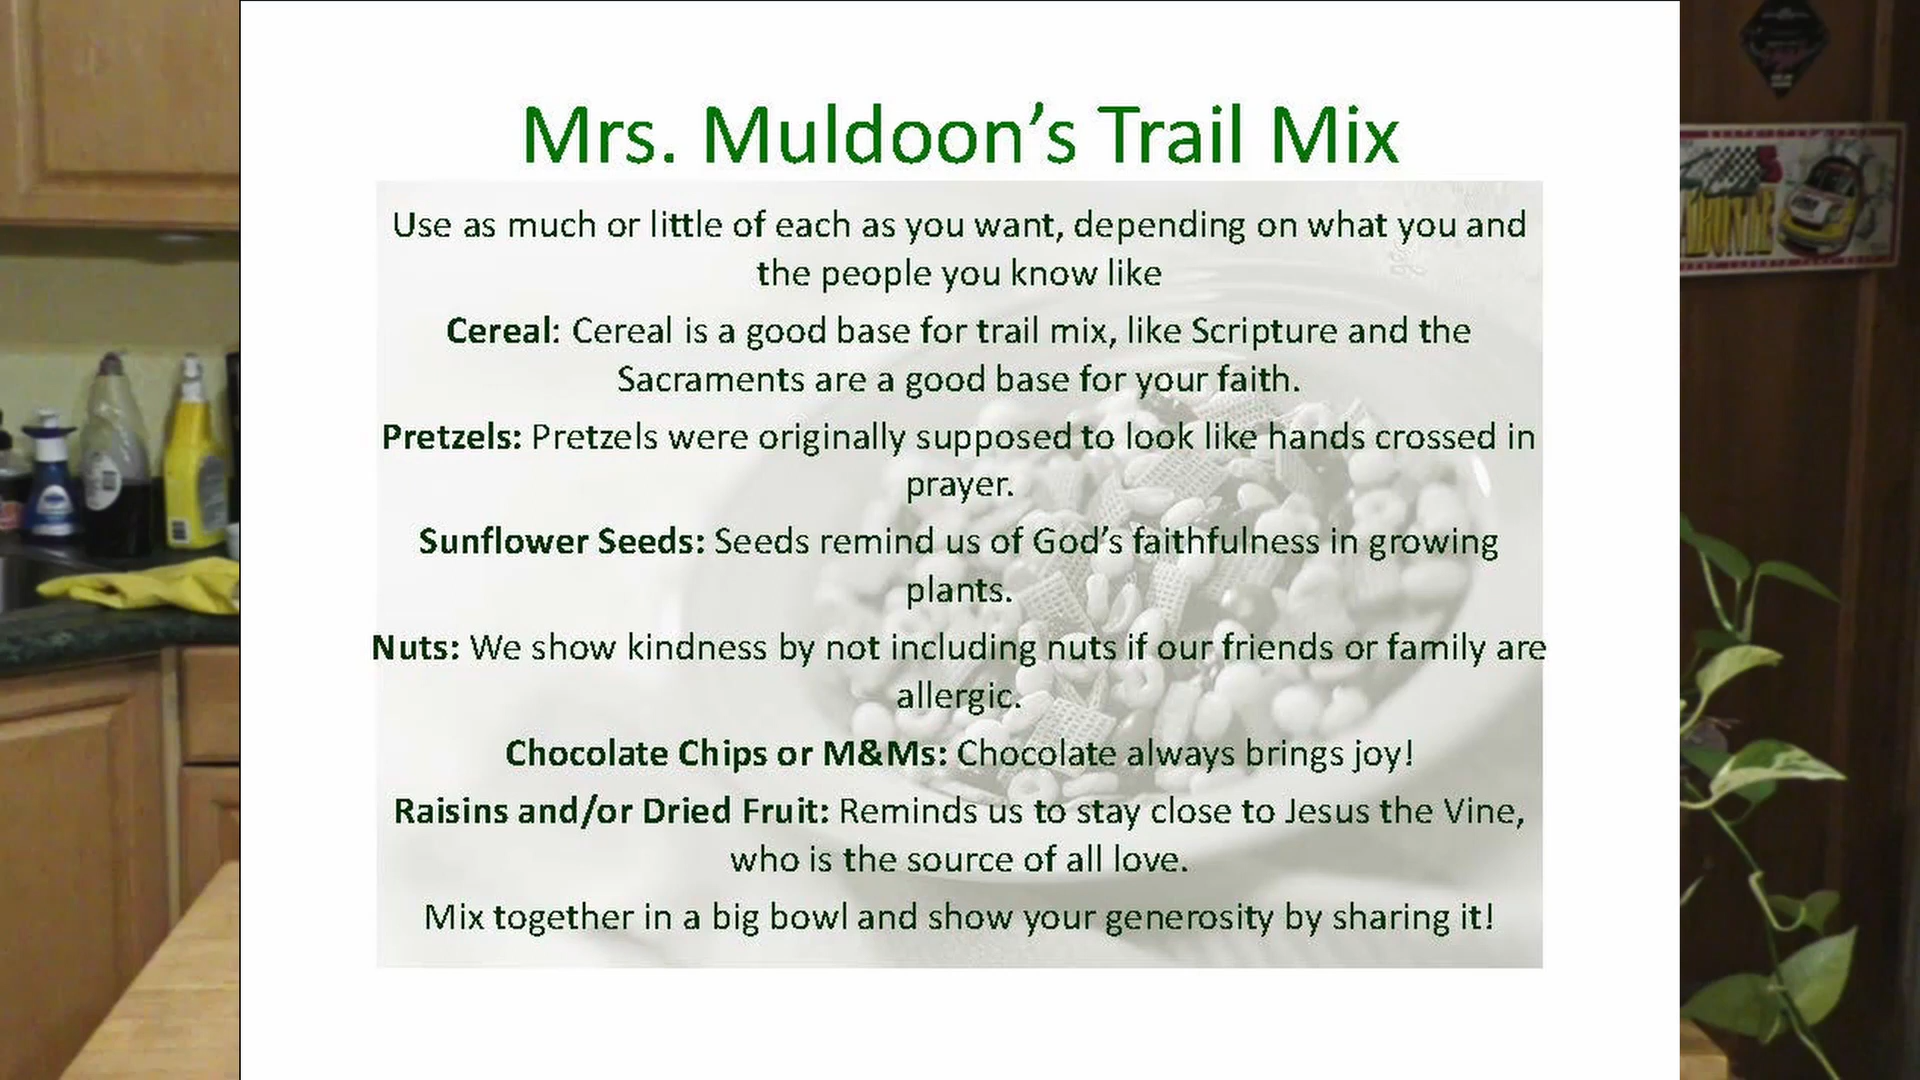 Mrs. Muldoon’s Trail Mix
Use as much or little of each as you want, depending on what you and
the people you know like
Cereal: Cereal is a good base for trail mix, like Scripture and the
Sacraments are a good base for your faith.
Pretzels: Pretzels were originally supposed to look like hands crossed in
prayer.
Sunflower Seeds: Seeds remind us of God’s faithfulness in growing
plants.
Nuts: We show kindness by not including nuts if our friends or family are
allergic.
Chocolate Chips or M&Ms: Chocolate always brings joy!
Raisins and/or Dried Fruit: Reminds us to stay close to Jesus the Vine,
who is the source of all love.
Mix together in a big bowl and show your generosity by sharing it!